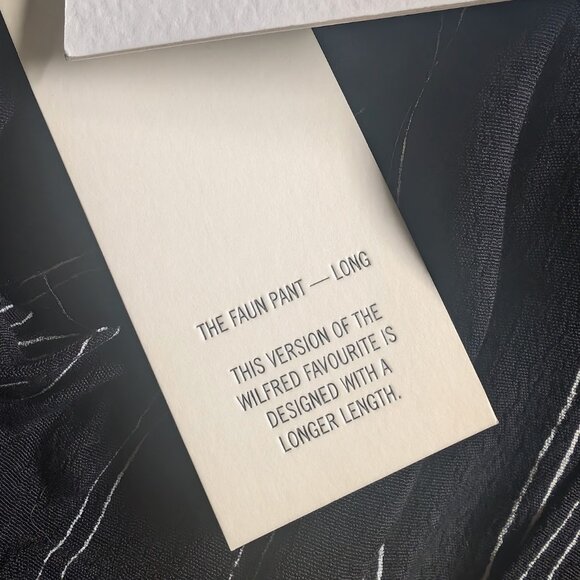 THE FAUN PANT — LONG
THIS VERSION OF THE
WILFRED FAVOURITE IS
DESIGNED WITH A
LONGER LENGTH.